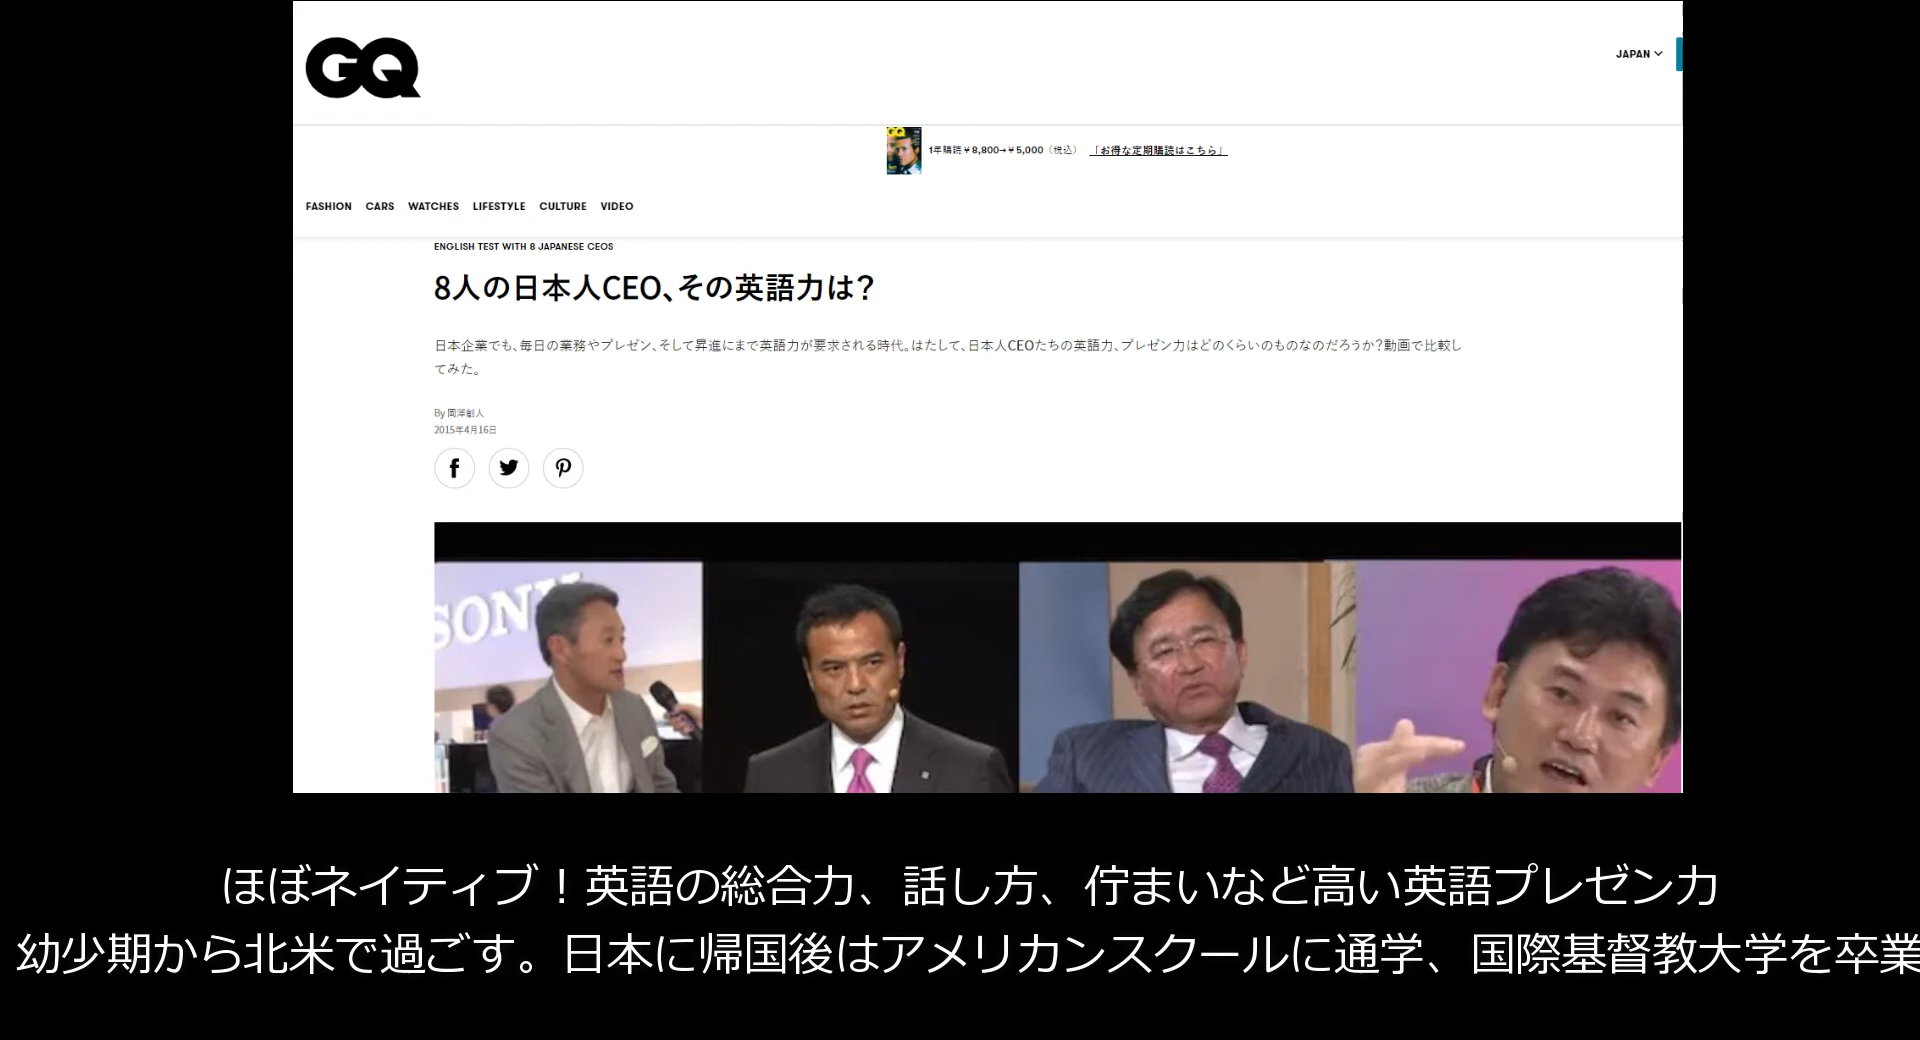 GQ
JAPAN
GQ
1年購読￥8,800→￥5,000（税込） 「お得な定期購読はこちら」
FASHION CARS WATCHES LIFESTYLE CULTURE VIDEO
ENGLISH TEST WITH 8 JAPANESE CEOS
8人の日本人CEO、その英語力は？
日本企業でも、毎日の業務やプレゼン、そして昇進にまで英語力が要求される時代。はたして、日本人CEOたちの英語力、プレゼン力はどのくらいのものなのだろうか？動画で比較し
てみた。
By 岡澤創人
2015年4月16日
SONY
ほぼネイティブ！英語の総合力、話し方、佇まいなど高い英語プレゼン力
幼少期から北米で過ごす。日本に帰国後はアメリカンスクールに通学、国際基督教大学を卒業